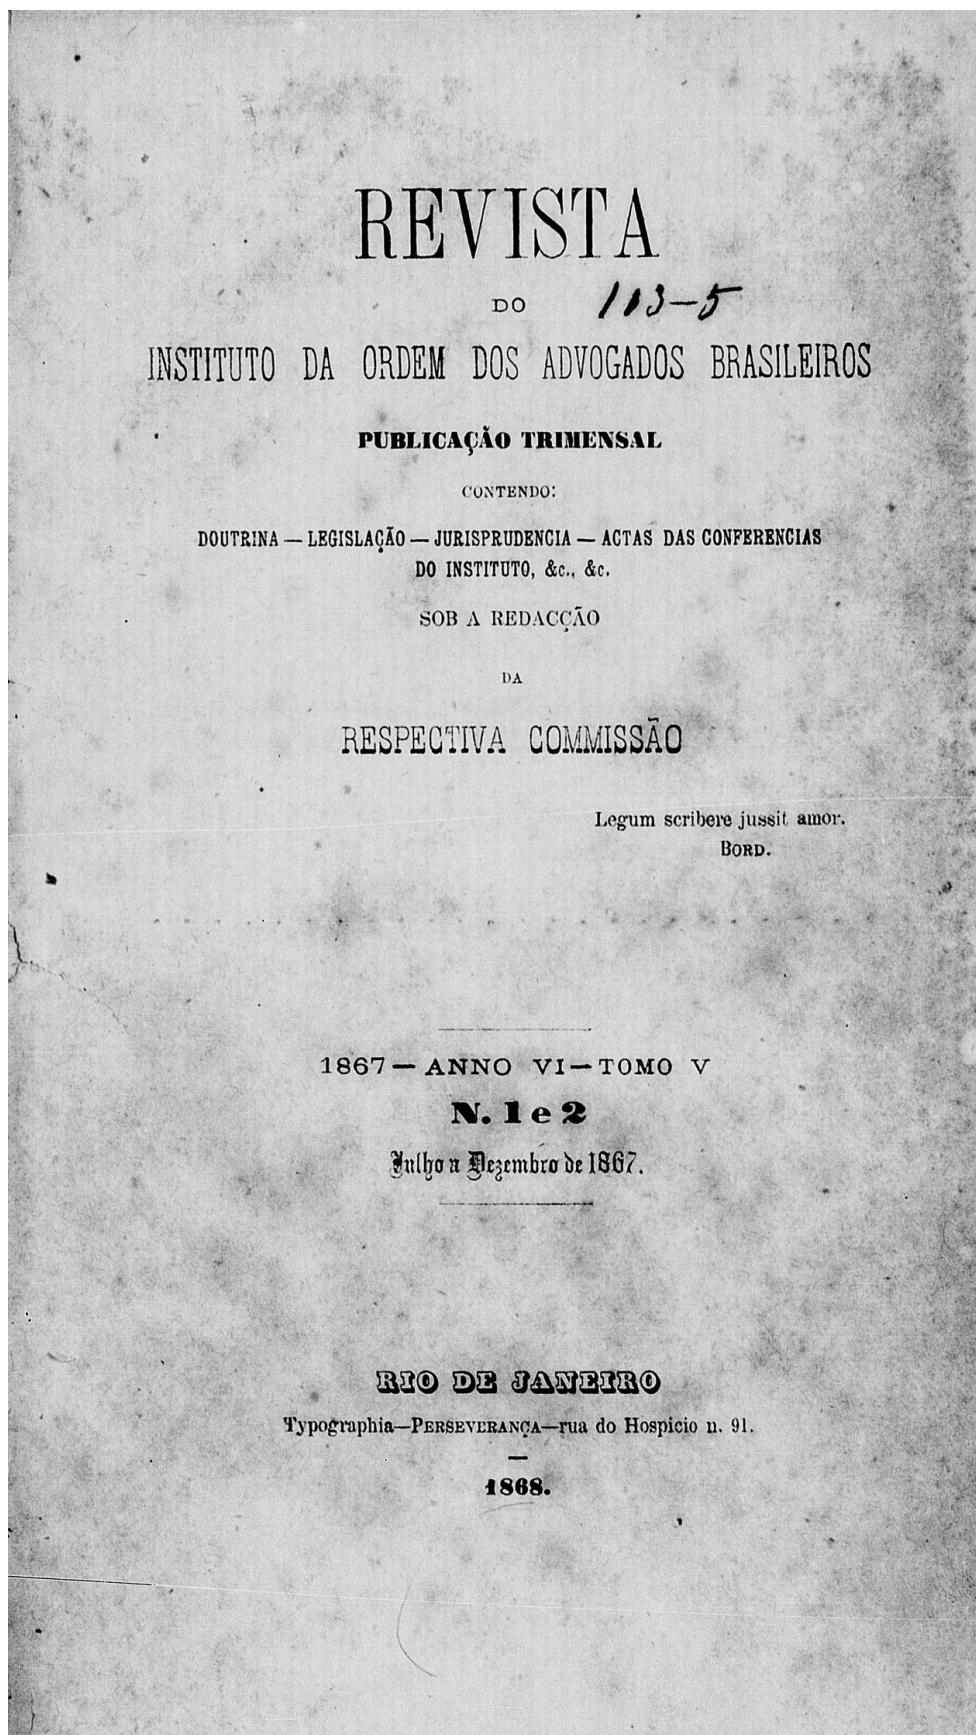 REVISTA
DO
113-5
INSTITUTO DA ORDEM DOS ADVOGADOS BRASILEIROS
PUBLICAÇÃO TRIMENSAL
CONTENDO:
DOUTRINA — LEGISLAÇÃO — JURISPRUDENCIA — ACTAS DAS CONFERENCIAS
DO INSTITUTO, &c., &c.
SOB A REDACÇÃO
DA
RESPECTIVA COMMISSÃO
Legum scribere jussit amor.
BORD.
1867 — ANNO VI — TOMO V
N. 1 e 2
Julho a Dezembro de 1867.
RIO DE JANEIRO
Typographia—PERSEVERANÇA—rua do Hospicio n. 91.
1868.